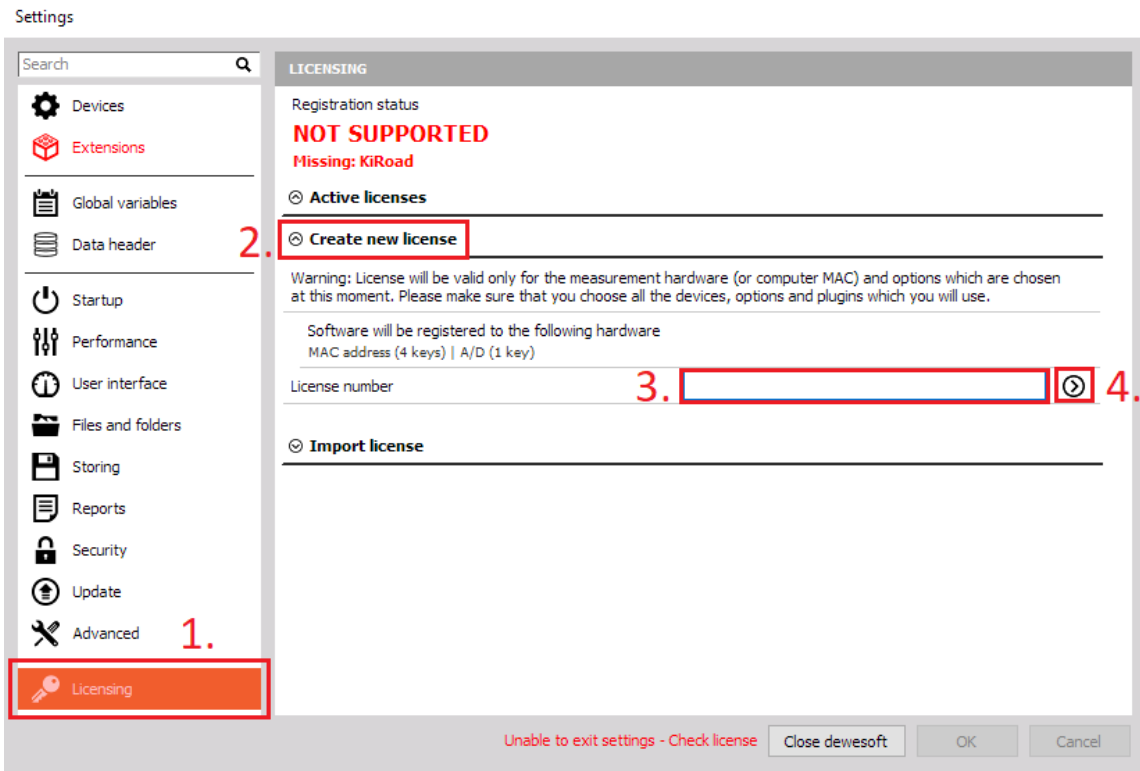 Settings
Search
Devices
Extensions
Global variables
Data header
Startup
Performance
User interface
Files and folders
Storing
Reports
Security
Update
Advanced
1.
Licensing
LICENSING
Registration status
NOT SUPPORTED
Missing: KiRoad
Active licenses
2.
Create new license
Warning: License will be valid only for the measurement hardware (or computer MAC) and options which are chosen
at this moment. Please make sure that you choose all the devices, options and plugins which you will use.
Software will be registered to the following hardware
MAC address (4 keys) | A/D (1 key)
License number
3.
4.
Import license
Unable to exit settings - Check license
Close dewesoft
OK
Cancel